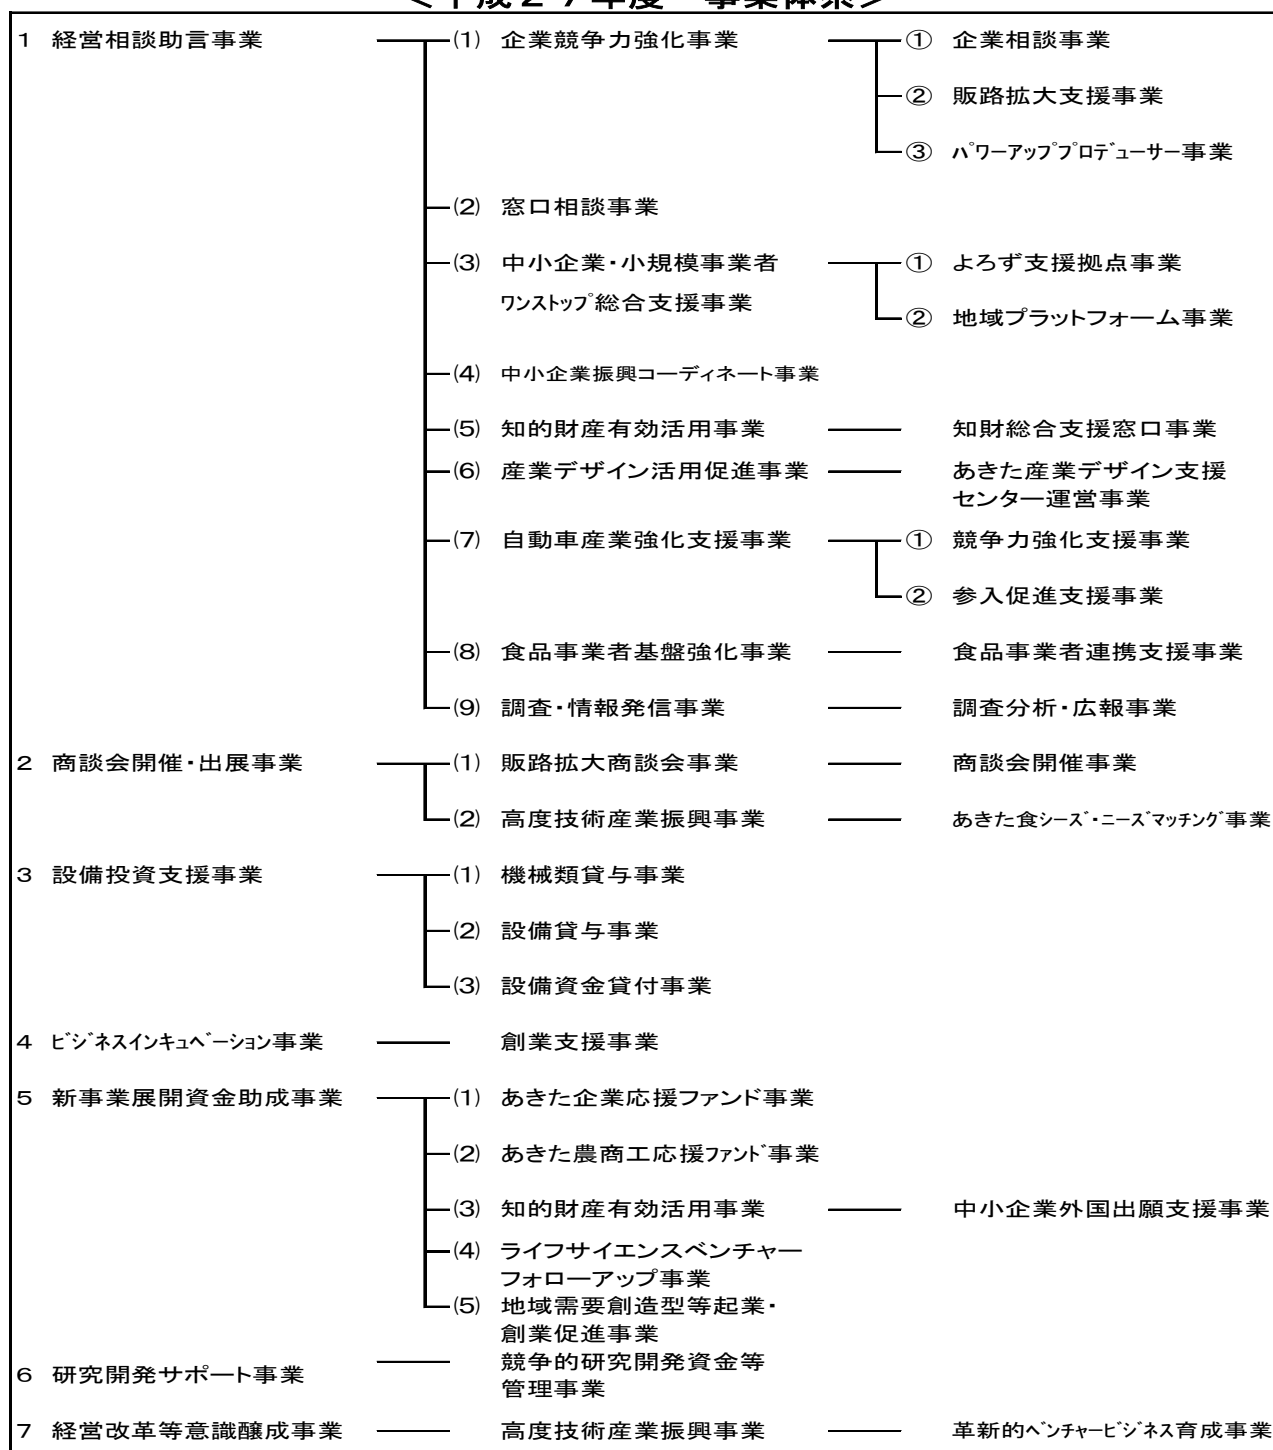 <平成27年度 事業体系>
1 経営相談助言事業 (1) 企業競争力強化事業 ① 企業相談事業
② 販路拡大支援事業
③ パワーアッププロデューサー事業
(2) 窓口相談事業
(3) 中小企業・小規模事業者 ① よろず支援拠点事業
ワンストップ総合支援事業
② 地域プラットフォーム事業
(4) 中小企業振興コーディネート事業
(5) 知的財産有効活用事業 知財総合支援窓口事業
(6) 産業デザイン活用促進事業 あきた産業デザイン支援
センター運営事業
(7) 自動車産業強化支援事業 ① 競争力強化支援事業
② 参入促進支援事業
(8) 食品事業者基盤強化事業 食品事業者連携支援事業
(9) 調査・情報発信事業 調査分析・広報事業
2 商談会開催・出展事業 (1) 販路拡大商談会事業 商談会開催事業
(2) 高度技術産業振興事業 あきた食シーズ・ニーズマッチング事業
3 設備投資支援事業 (1) 機械類貸与事業
(2) 設備貸与事業
(3) 設備資金貸付事業
4 ビジネスインキュベーション事業 創業支援事業
5 新事業展開資金助成事業 (1) あきた企業応援ファンド事業
(2) あきた農商工応援ファンド事業
(3) 知的財産有効活用事業 中小企業外国出願支援事業
(4) ライフサイエンスベンチャー
フォローアップ事業
(5) 地域需要創造型等起業・
創業促進事業
6 研究開発サポート事業 競争的研究開発資金等
管理事業
7 経営改革等意識醸成事業 高度技術産業振興事業 革新的ベンチャービジネス育成事業